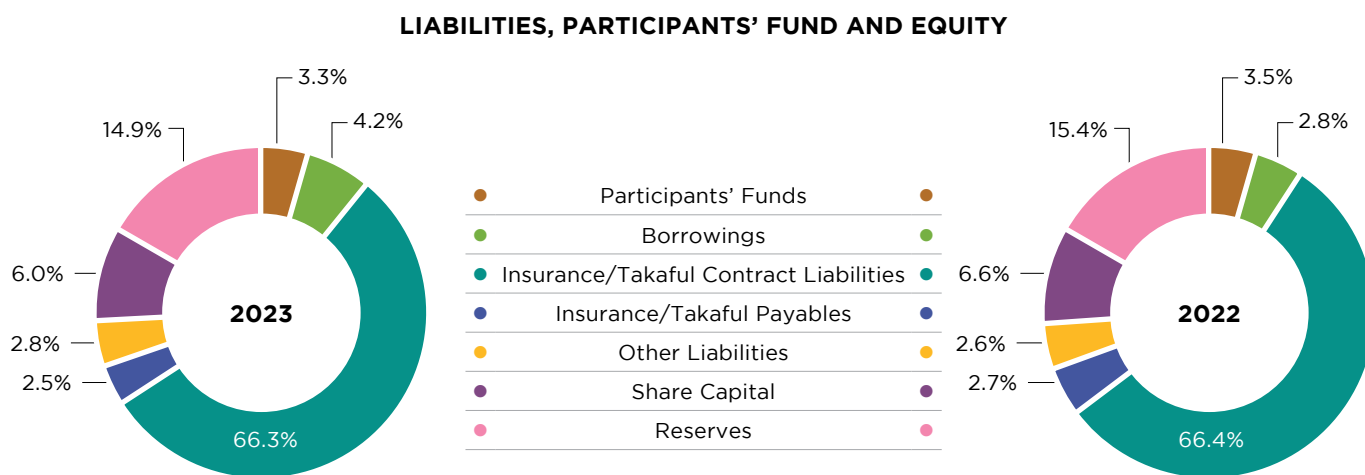 LIABILITIES, PARTICIPANTS’ FUND AND EQUITY
3.3%
4.2%
14.9%
6.0%
2.8%
2.5%
66.3%
2023
Participants’ Funds
Borrowings
Insurance/Takaful Contract Liabilities
Insurance/Takaful Payables
Other Liabilities
Share Capital
Reserves
3.5%
2.8%
15.4%
6.6%
2.6%
2.7%
66.4%
2022